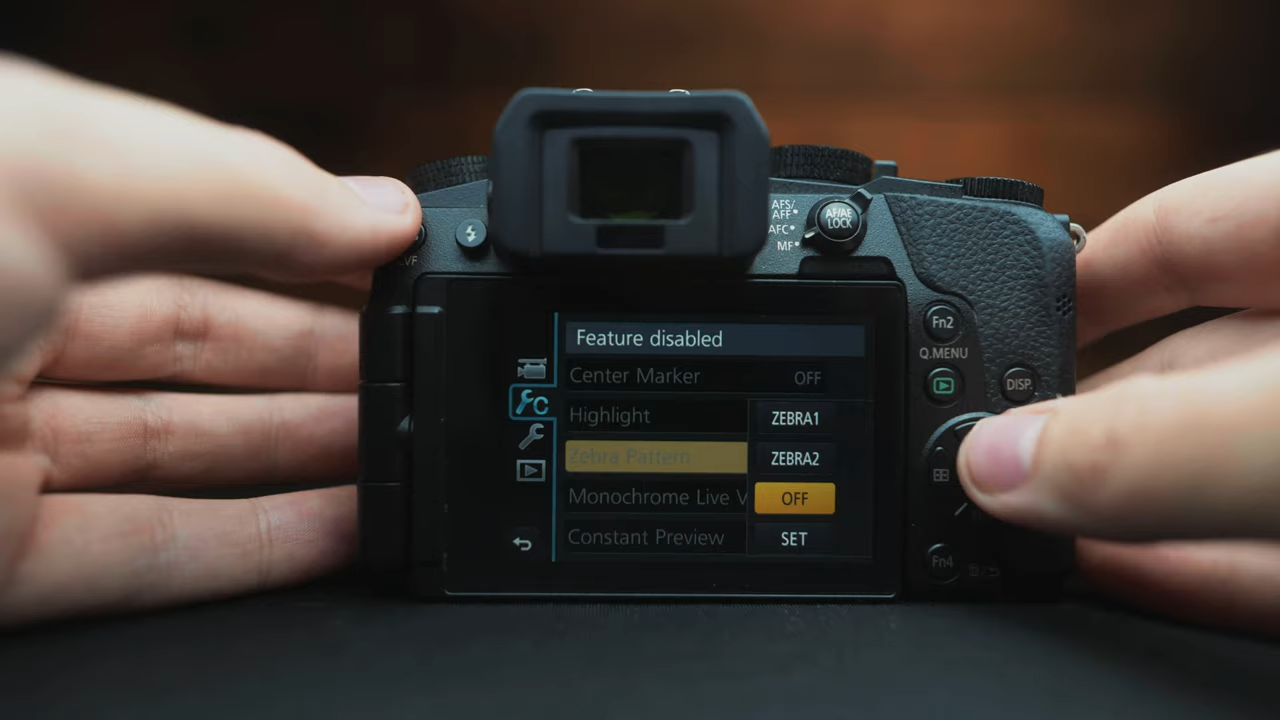 AFS/
AFF
AFC
MF
AF/AE
LOCK
VF
Fn2
Q.MENU
DISP.
Fn4
Feature disabled
Center Marker OFF
Highlight ZEBRA1
Zebra Pattern ZEBRA2
Monochrome Live V OFF
Constant Preview SET